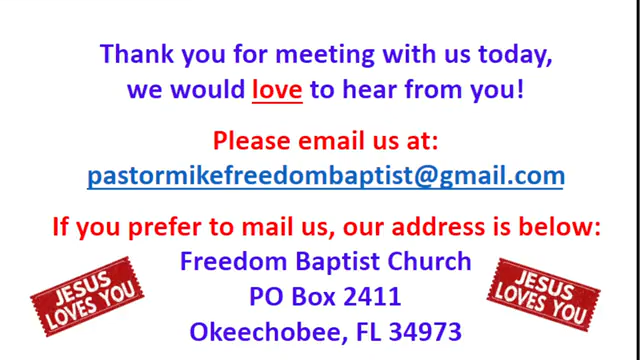 Thank you for meeting with us today,
we would love to hear from you!
Please email us at:
pastormikefreedombaptist@gmail.com
If you prefer to mail us, our address is below:
Freedom Baptist Church
PO Box 2411
Okeechobee, FL 34973
JESUS
LOVES YOU
JESUS
LOVES YOU